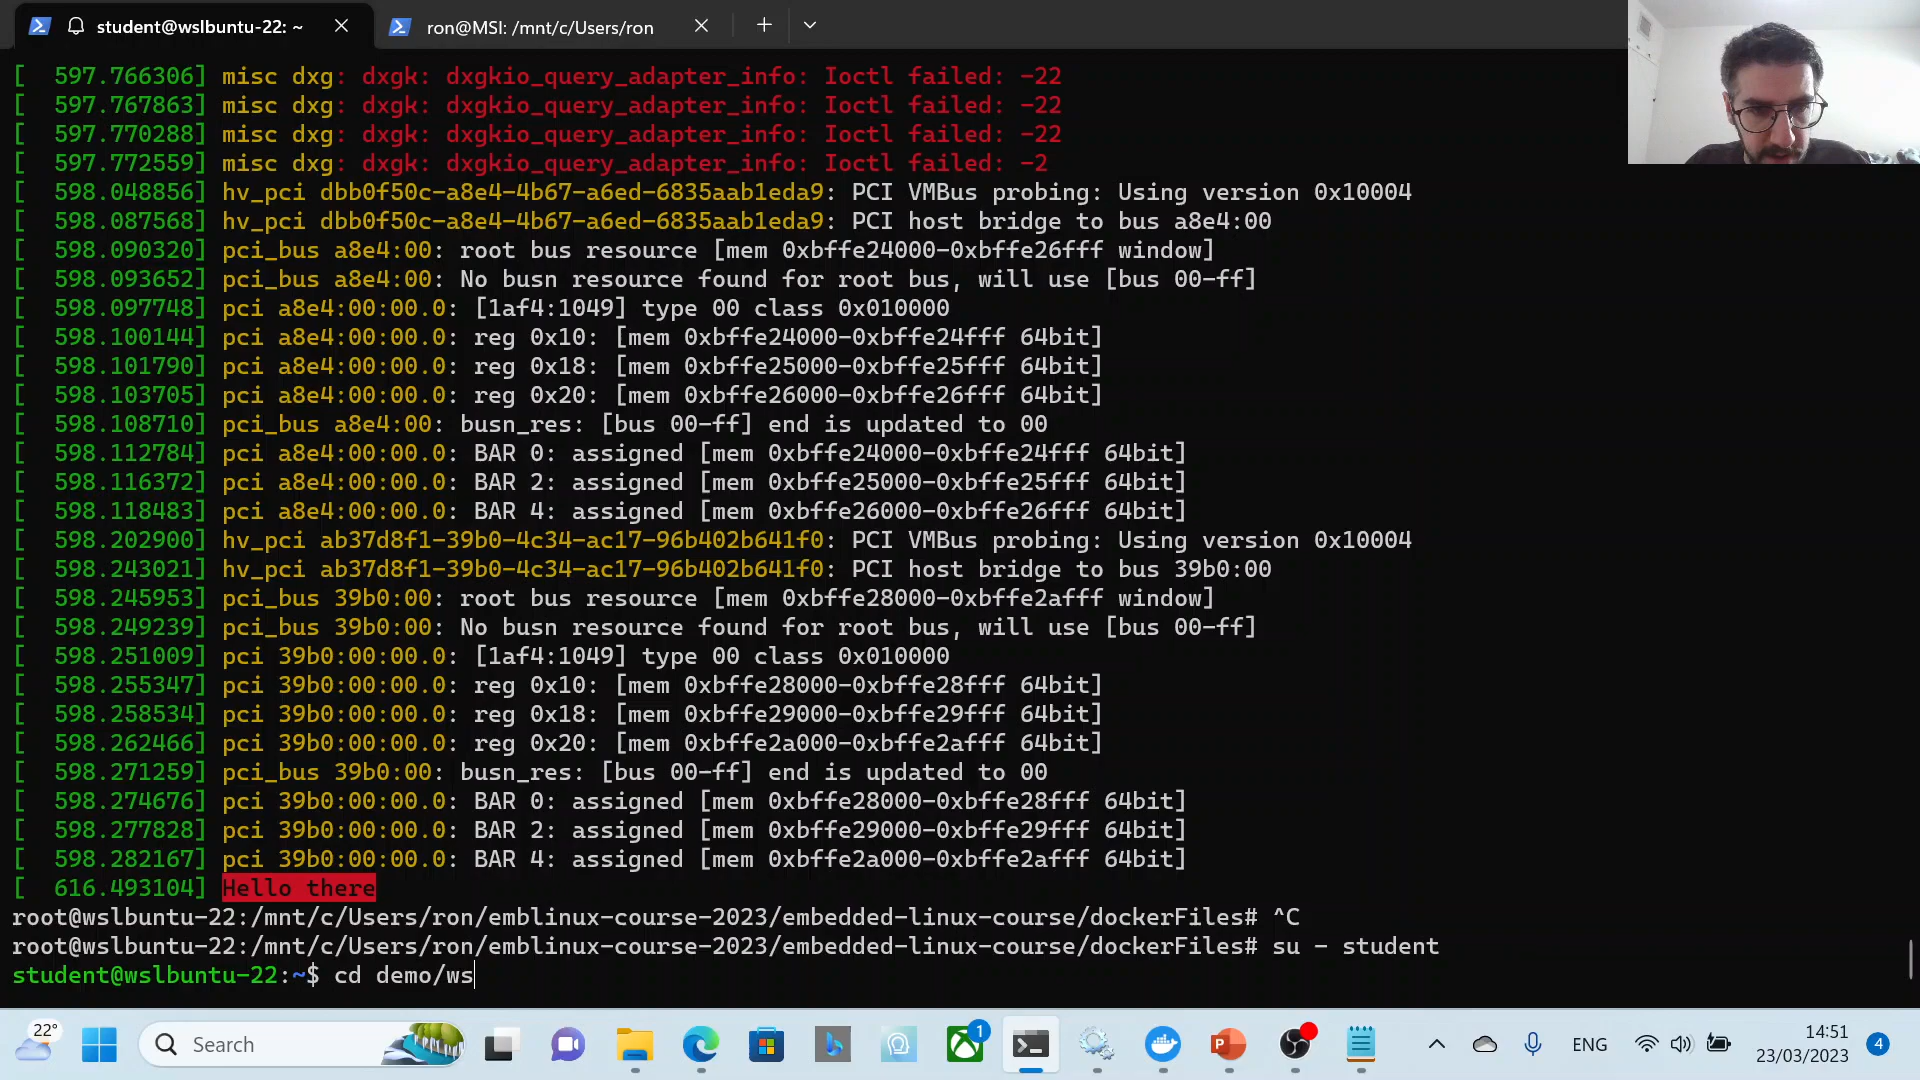 student@wslbuntu-22: ~
ron@MSI: /mnt/c/Users/ron
[  597.766306] misc dxg: dxgk: dxgkio_query_adapter_info: Ioctl failed: -22
[  597.767863] misc dxg: dxgk: dxgkio_query_adapter_info: Ioctl failed: -22
[  597.770288] misc dxg: dxgk: dxgkio_query_adapter_info: Ioctl failed: -22
[  597.772559] misc dxg: dxgk: dxgkio_query_adapter_info: Ioctl failed: -2
[  598.048856] hv_pci dbb0f50c-a8e4-4b67-a6ed-6835aab1eda9: PCI VMBus probing: Using version 0x10004
[  598.087568] hv_pci dbb0f50c-a8e4-4b67-a6ed-6835aab1eda9: PCI host bridge to bus a8e4:00
[  598.090320] pci_bus a8e4:00: root bus resource [mem 0xbffe24000-0xbffe26fff window]
[  598.093652] pci_bus a8e4:00: No busn resource found for root bus, will use [bus 00-ff]
[  598.097748] pci a8e4:00:00.0: [1af4:1049] type 00 class 0x010000
[  598.100144] pci a8e4:00:00.0: reg 0x10: [mem 0xbffe24000-0xbffe24fff 64bit]
[  598.101790] pci a8e4:00:00.0: reg 0x18: [mem 0xbffe25000-0xbffe25fff 64bit]
[  598.103705] pci a8e4:00:00.0: reg 0x20: [mem 0xbffe26000-0xbffe26fff 64bit]
[  598.108710] pci_bus a8e4:00: busn_res: [bus 00-ff] end is updated to 00
[  598.112784] pci a8e4:00:00.0: BAR 0: assigned [mem 0xbffe24000-0xbffe24fff 64bit]
[  598.116372] pci a8e4:00:00.0: BAR 2: assigned [mem 0xbffe25000-0xbffe25fff 64bit]
[  598.118483] pci a8e4:00:00.0: BAR 4: assigned [mem 0xbffe26000-0xbffe26fff 64bit]
[  598.202900] hv_pci ab37d8f1-39b0-4c34-ac17-96b402b641f0: PCI VMBus probing: Using version 0x10004
[  598.243021] hv_pci ab37d8f1-39b0-4c34-ac17-96b402b641f0: PCI host bridge to bus 39b0:00
[  598.245953] pci_bus 39b0:00: root bus resource [mem 0xbffe28000-0xbffe2afff window]
[  598.249239] pci_bus 39b0:00: No busn resource found for root bus, will use [bus 00-ff]
[  598.251009] pci 39b0:00:00.0: [1af4:1049] type 00 class 0x010000
[  598.255347] pci 39b0:00:00.0: reg 0x10: [mem 0xbffe28000-0xbffe28fff 64bit]
[  598.258534] pci 39b0:00:00.0: reg 0x18: [mem 0xbffe29000-0xbffe29fff 64bit]
[  598.262466] pci 39b0:00:00.0: reg 0x20: [mem 0xbffe2a000-0xbffe2afff 64bit]
[  598.271259] pci_bus 39b0:00: busn_res: [bus 00-ff] end is updated to 00
[  598.274676] pci 39b0:00:00.0: BAR 0: assigned [mem 0xbffe28000-0xbffe28fff 64bit]
[  598.277828] pci 39b0:00:00.0: BAR 2: assigned [mem 0xbffe29000-0xbffe29fff 64bit]
[  598.282167] pci 39b0:00:00.0: BAR 4: assigned [mem 0xbffe2a000-0xbffe2afff 64bit]
[  616.493104] Hello there
root@wslbuntu-22:/mnt/c/Users/ron/emblinux-course-2023/embedded-linux-course/dockerFiles# ^C
root@wslbuntu-22:/mnt/c/Users/ron/emblinux-course-2023/embedded-linux-course/dockerFiles# su - student
student@wslbuntu-22:~$ cd demo/ws
22°
Search
1
P
ENG
14:51
23/03/2023
4